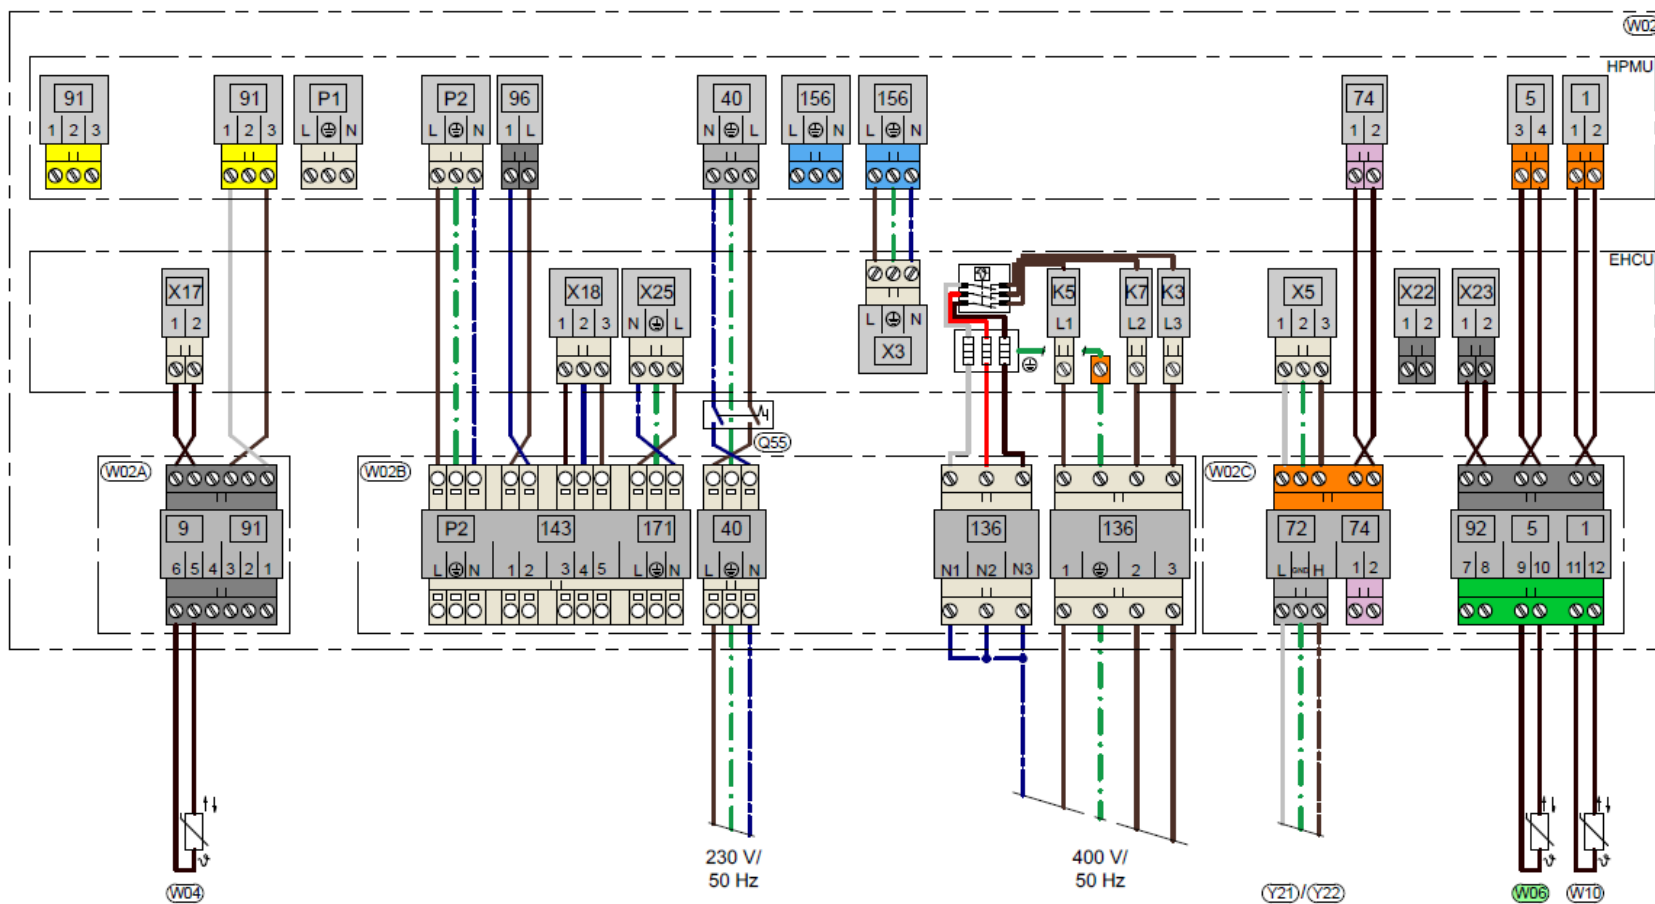 W02
HPMU
91 91 P1 P2 96 40 156 156 74 5 1
1 2 3 1 2 3 L N L N 1 L N L L N L N 1 2 3 4 1 2
EHCU
X17 X18 X25 K5 K7 K3 X5 X22 X23
1 2 1 2 3 N L L N L1 L2 L3 1 2 3 1 2 1 2
X3
Q55
W02A W02B W02C
9 91 P2 143 171 40 136 136 72 74 92 5 1
6 5 4 3 2 1 L N 1 2 3 4 5 L N L N N1 N2 N3 1 2 3 L GND H 1 2 7 8 9 10 11 12
230 V/ 400 V/
50 Hz 50 Hz
W04 Y21/Y22 W06 W10